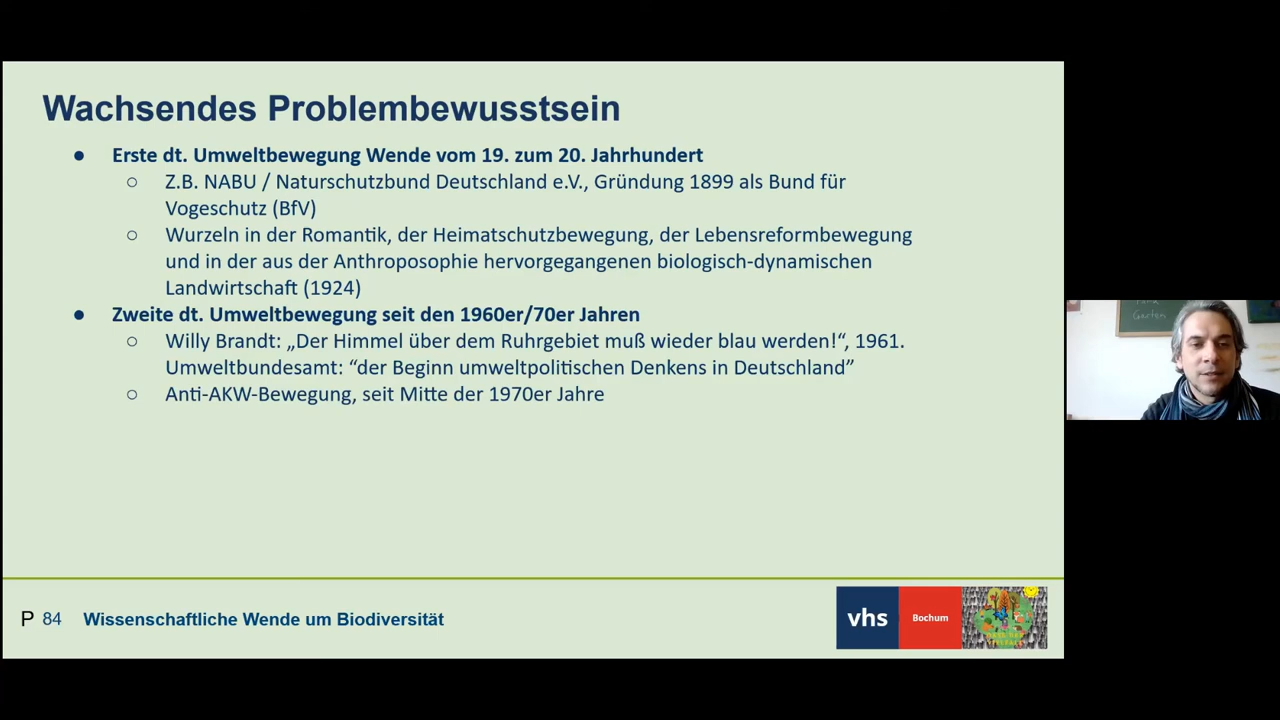 Wachsendes Problembewusstsein
● Erste dt. Umweltbewegung Wende vom 19. zum 20. Jahrhundert
○ Z.B. NABU / Naturschutzbund Deutschland e.V., Gründung 1899 als Bund für
Vogeschutz (BfV)
○ Wurzeln in der Romantik, der Heimatschutzbewegung, der Lebensreformbewegung
und in der aus der Anthroposophie hervorgegangenen biologisch-dynamischen
Landwirtschaft (1924)
● Zweite dt. Umweltbewegung seit den 1960er/70er Jahren
○ Willy Brandt: „Der Himmel über dem Ruhrgebiet muß wieder blau werden!“, 1961.
Umweltbundesamt: “der Beginn umweltpolitischen Denkens in Deutschland”
○ Anti-AKW-Bewegung, seit Mitte der 1970er Jahre
P 84 Wissenschaftliche Wende um Biodiversität
vhs Bochum
Garten